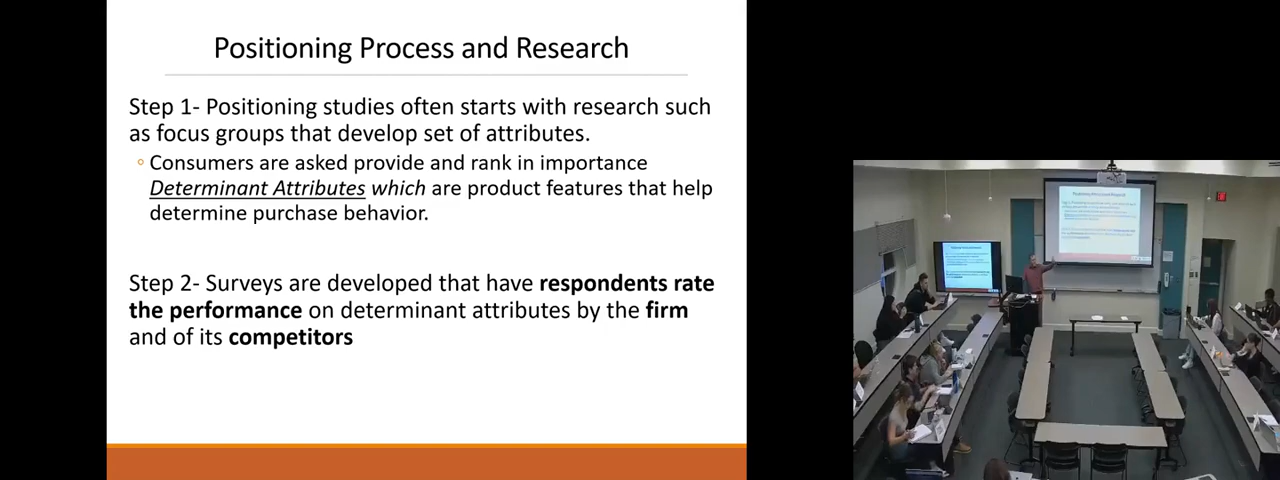 Positioning Process and Research
Step 1- Positioning studies often starts with research such
as focus groups that develop set of attributes.
Consumers are asked provide and rank in importance
Determinant Attributes which are product features that help
determine purchase behavior.
Step 2- Surveys are developed that have respondents rate
the performance on determinant attributes by the firm
and of its competitors